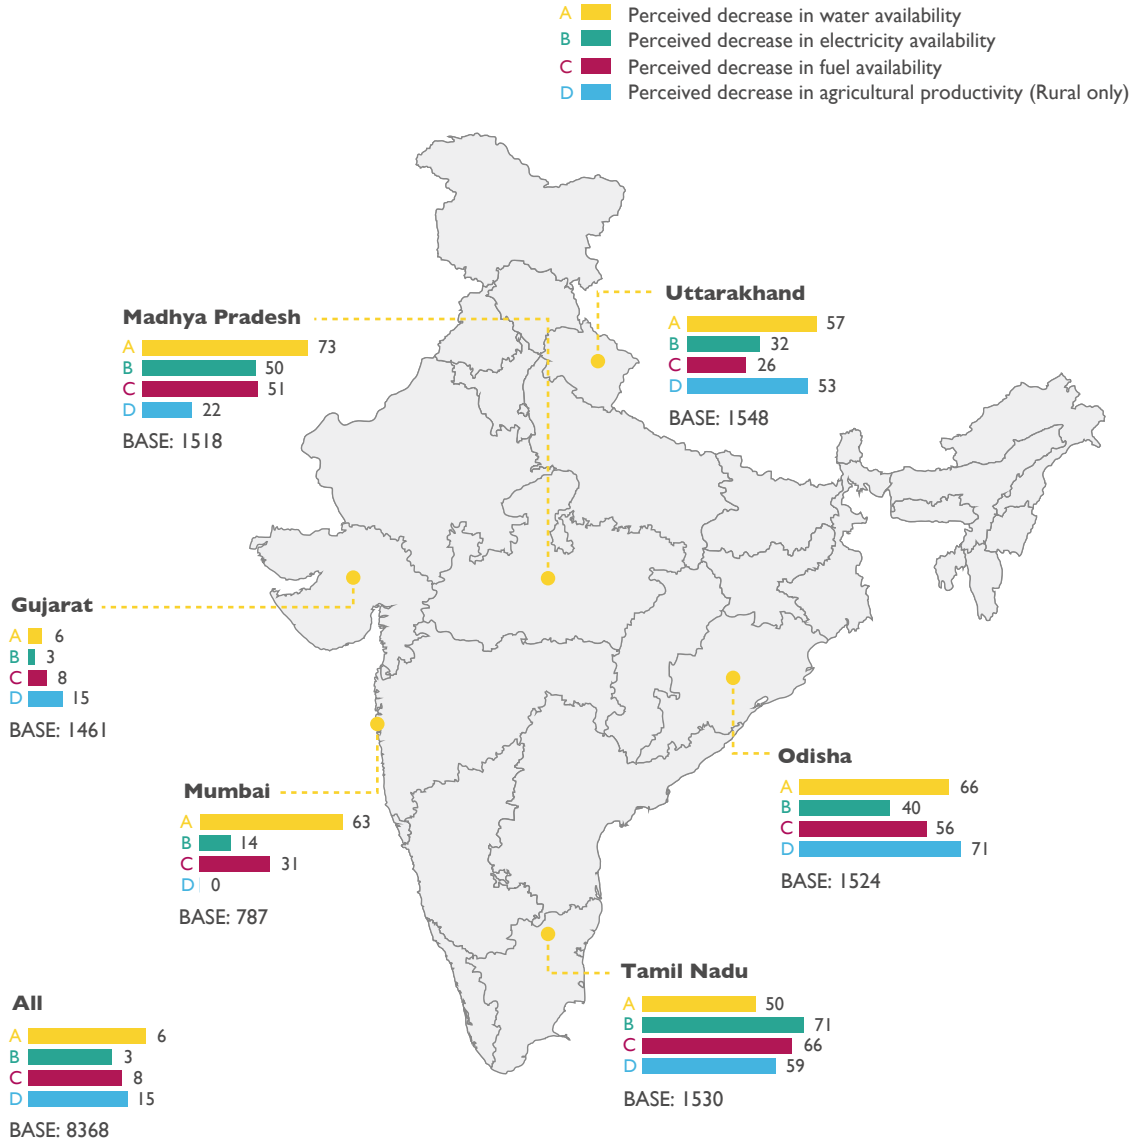 A Perceived decrease in water availability
B Perceived decrease in electricity availability
C Perceived decrease in fuel availability
D Perceived decrease in agricultural productivity (Rural only)
Uttarakhand
A 57
B 32
C 26
D 53
BASE: 1548
Madhya Pradesh
A 73
B 50
C 51
D 22
BASE: 1518
Gujarat
A 6
B 3
C 8
D 15
BASE: 1461
Odisha
A 66
B 40
C 56
D 71
BASE: 1524
Mumbai
A 63
B 14
C 31
D 0
BASE: 787
Tamil Nadu
A 50
B 71
C 66
D 59
BASE: 1530
All
A 6
B 3
C 8
D 15
BASE: 8368